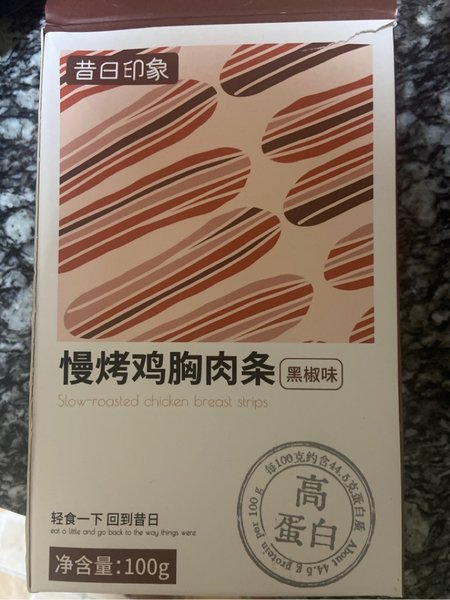 昔日印象
慢烤鸡胸肉条 黑椒味
Slow-roasted chicken breast strips
每100克约含44.5克蛋白质
高
蛋白
About 44.5 g protein per 100 g
轻食一下 回到昔日
eat a little and go back to the way things were
净含量:100g